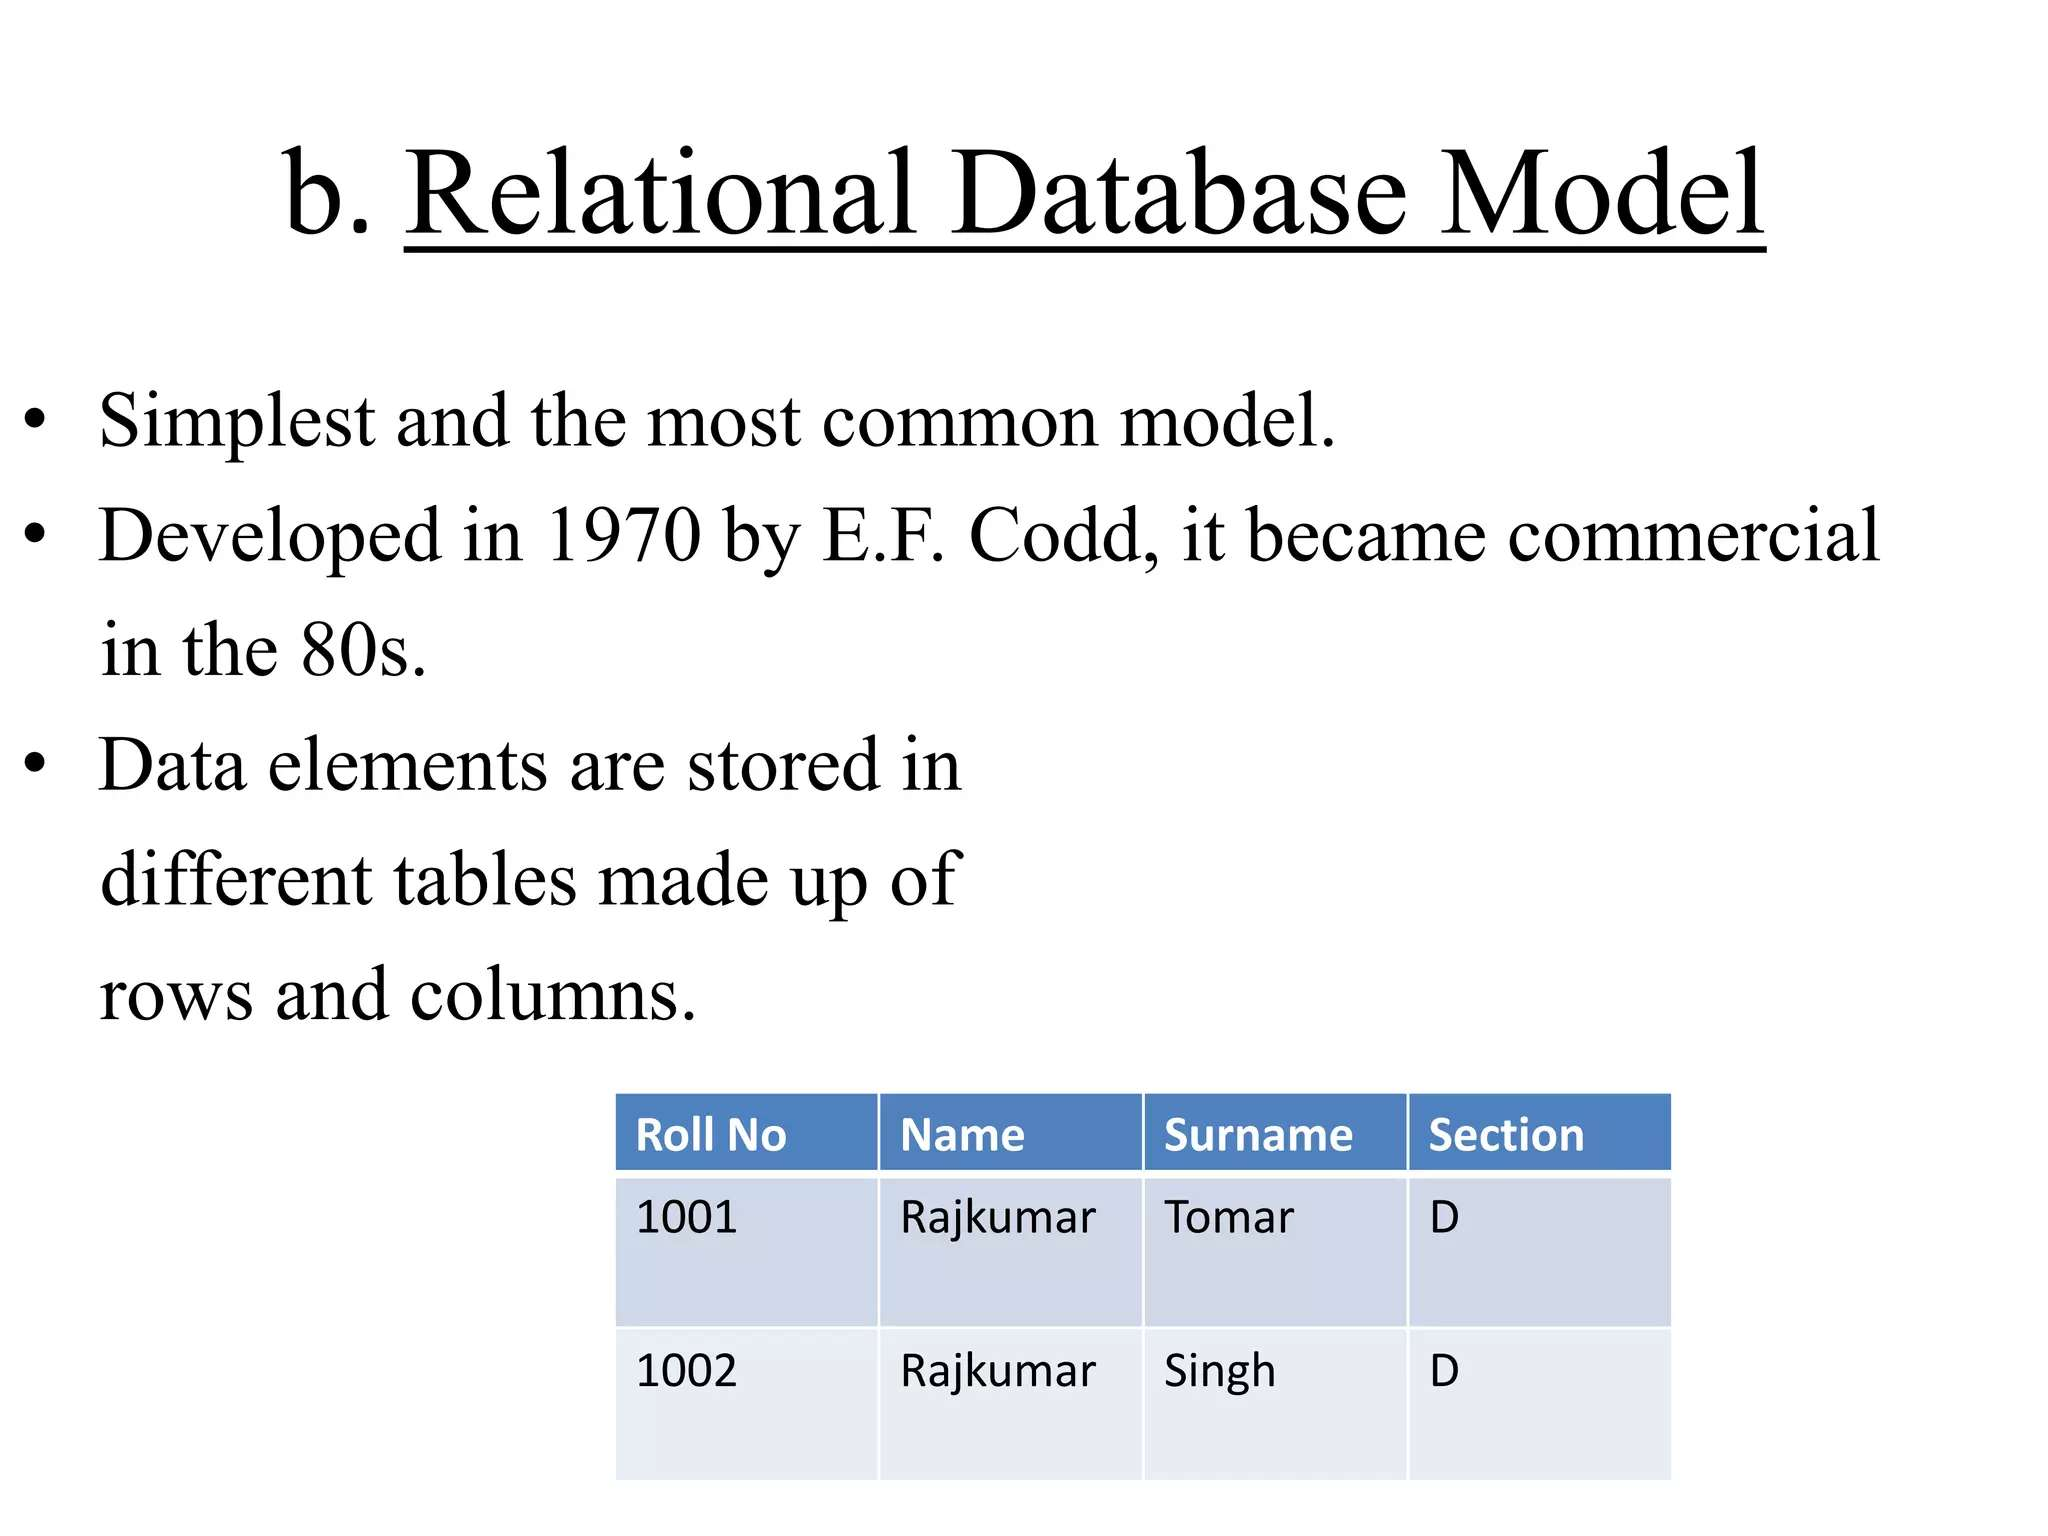 b. Relational Database Model
• Simplest and the most common model.
• Developed in 1970 by E.F. Codd, it became commercial
in the 80s.
• Data elements are stored in
different tables made up of
rows and columns.
Roll No Name Surname Section
1001 Rajkumar Tomar D
1002 Rajkumar Singh D